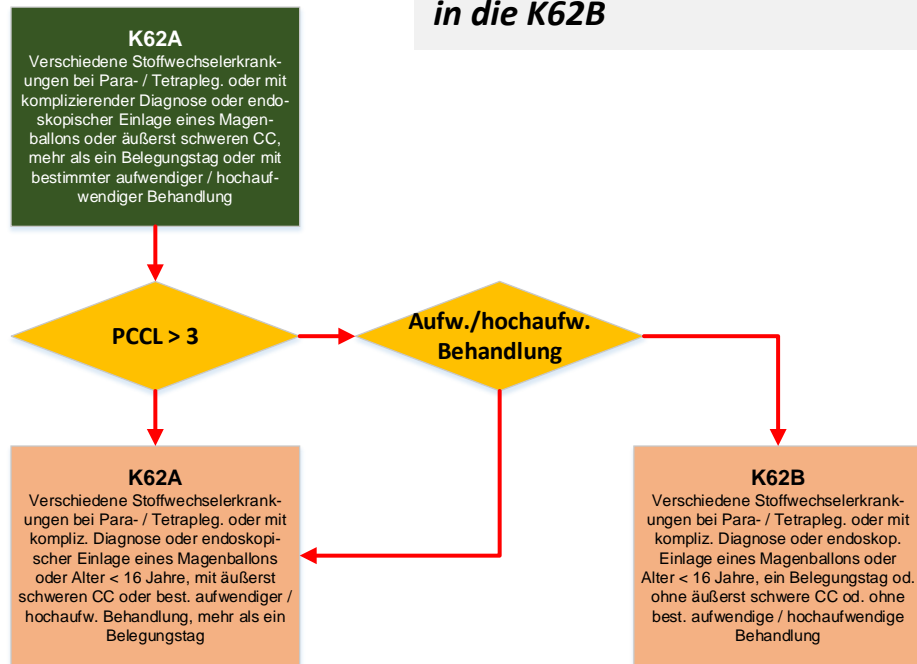 in die K62B
K62A
Verschiedene Stoffwechselerkrank-
ungen bei Para- / Tetrapleg. oder mit
komplizierender Diagnose oder endo-
skopischer Einlage eines Magen-
ballons oder äußerst schweren CC,
mehr als ein Belegungstag oder mit
bestimmter aufwendiger / hochauf-
wendiger Behandlung
PCCL > 3
Aufw./hochaufw.
Behandlung
K62A
Verschiedene Stoffwechselerkrank-
ungen bei Para- / Tetrapleg. oder mit
kompliz. Diagnose oder endoskopi-
scher Einlage eines Magenballons
oder Alter < 16 Jahre, mit äußerst
schweren CC oder best. aufwendiger /
hochaufw. Behandlung, mehr als ein
Belegungstag
K62B
Verschiedene Stoffwechselerkrank-
ungen bei Para- / Tetrapleg. oder mit
kompliz. Diagnose oder endoskop.
Einlage eines Magenballons oder
Alter < 16 Jahre, ein Belegungstag od.
ohne äußerst schwere CC od. ohne
best. aufwendige / hochaufwendige
Behandlung